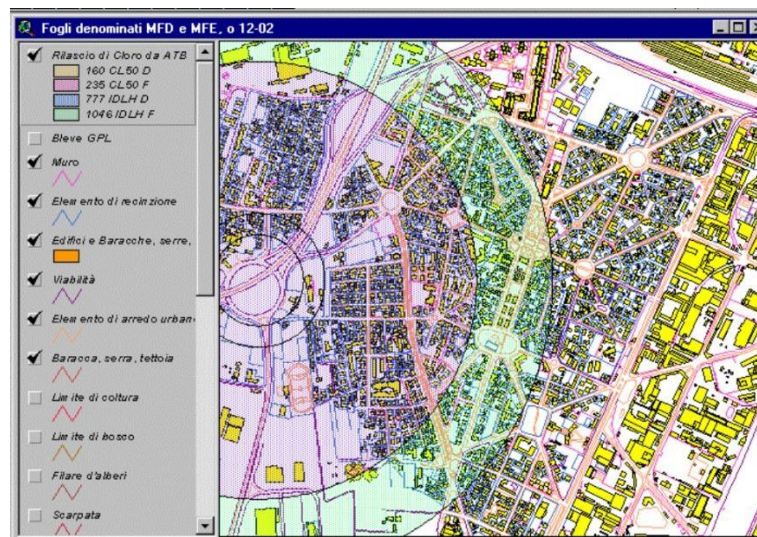 Fogli denominati MFD e MFE, o 12-02
Rilascio di Cloro da ATB
160 CL50 D
235 CL50 F
777 IDLH D
1046 IDLH F
Bleve GPL
Muro
Elemento di recinzione
Edifici e Baracche, serre,
Viabilità
Elemento di arredo urban
Baracca, serra, tettoia
Limite di coltura
Limite di bosco
Filare d'alberi
Scarpata